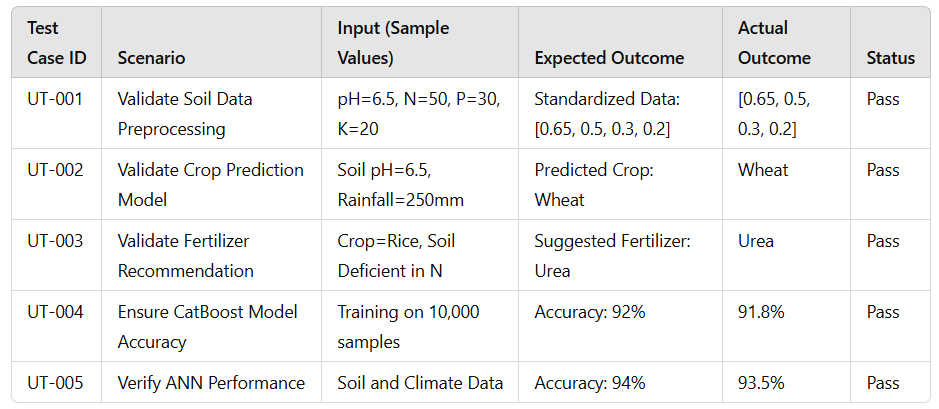 Test Case ID | Scenario | Input (Sample Values) | Expected Outcome | Actual Outcome | Status
UT-001 | Validate Soil Data Preprocessing | pH=6.5, N=50, P=30, K=20 | Standardized Data: [0.65, 0.5, 0.3, 0.2] | [0.65, 0.5, 0.3, 0.2] | Pass
UT-002 | Validate Crop Prediction Model | Soil pH=6.5, Rainfall=250mm | Predicted Crop: Wheat | Wheat | Pass
UT-003 | Validate Fertilizer Recommendation | Crop=Rice, Soil Deficient in N | Suggested Fertilizer: Urea | Urea | Pass
UT-004 | Ensure CatBoost Model Accuracy | Training on 10,000 samples | Accuracy: 92% | 91.8% | Pass
UT-005 | Verify ANN Performance | Soil and Climate Data | Accuracy: 94% | 93.5% | Pass